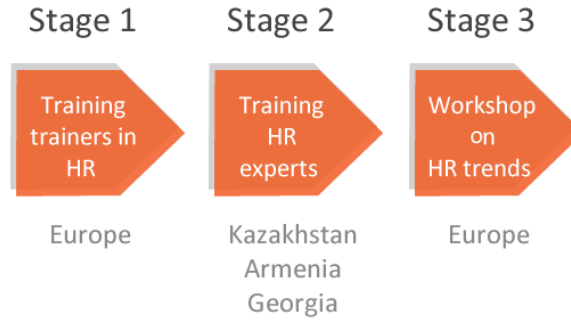 Stage 1
Stage 2
Stage 3
Training
trainers in
HR
Training
HR
experts
Workshop
on
HR trends
Europe
Kazakhstan
Armenia
Georgia
Europe